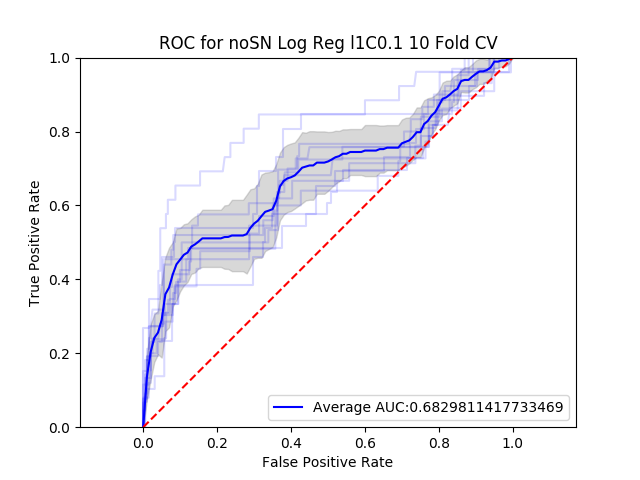 ROC for noSN Log Reg l1C0.1 10 Fold CV
True Positive Rate
1.0
0.8
0.6
0.4
0.2
0.0
Average AUC:0.6829811417733469
0.0 0.2 0.4 0.6 0.8 1.0
False Positive Rate